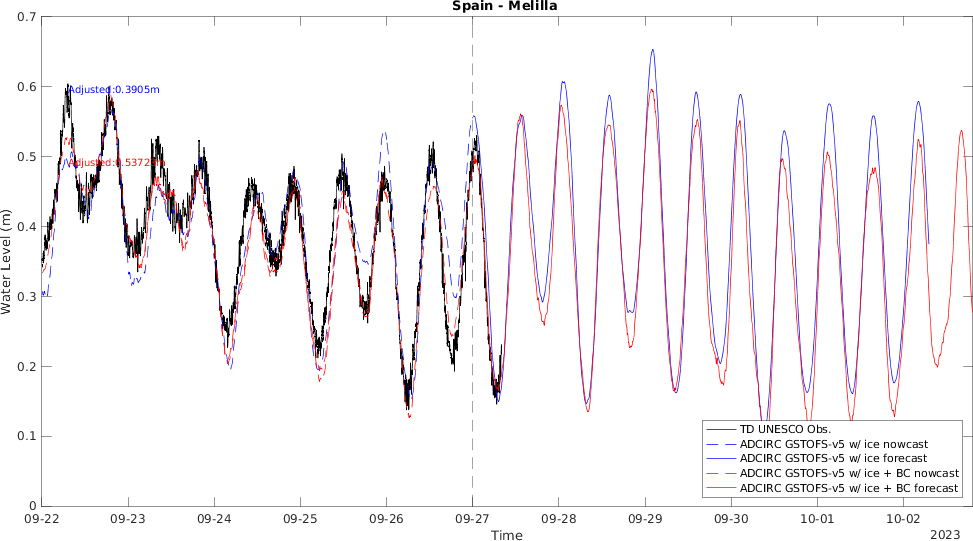 Spain - Melilla
0.7
0.6
0.5
0.4
0.3
0.2
0.1
0
Water Level (m)
Adjusted:0.3905m
Adjusted:0.5372
TD UNESCO Obs.
ADCIRC GSTOFS-v5 w/ ice nowcast
ADCIRC GSTOFS-v5 w/ ice forecast
ADCIRC GSTOFS-v5 w/ ice + BC nowcast
ADCIRC GSTOFS-v5 w/ ice + BC forecast
09-22 09-23 09-24 09-25 09-26 09-27 09-28 09-29 09-30 10-01 10-02
Time
2023